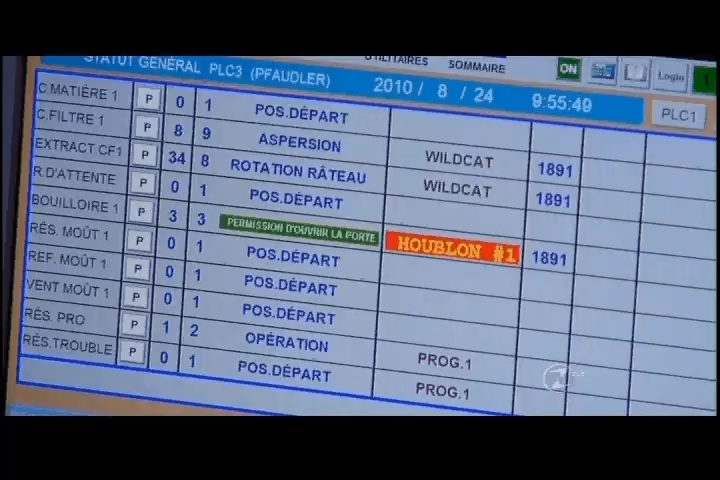 UTILITAIRES SOMMAIRE ON Login 1
STATUT GÉNÉRAL PLC3 (PFAUDLER) 2010 / 8 / 24 9:55:49 PLC1
C.MATIÈRE 1 P 0 1 POS.DÉPART
C.FILTRE 1 P 8 9 ASPERSION WILDCAT 1891
EXTRACT CF1 P 34 8 ROTATION RÂTEAU WILDCAT 1891
R.D'ATTENTE P 0 1 POS.DÉPART
BOUILLOIRE 1 P 3 3 PERMISSION D'OUVRIR LA PORTE HOUBLON #1 1891
RÉS. MOÛT 1 P 0 1 POS.DÉPART
REF. MOÛT 1 P 0 1 POS.DÉPART
VENT MOÛT 1 P 0 1 POS.DÉPART
RÉS. PRO P 1 2 OPÉRATION PROG.1
RÉS.TROUBLE P 0 1 POS.DÉPART PROG.1